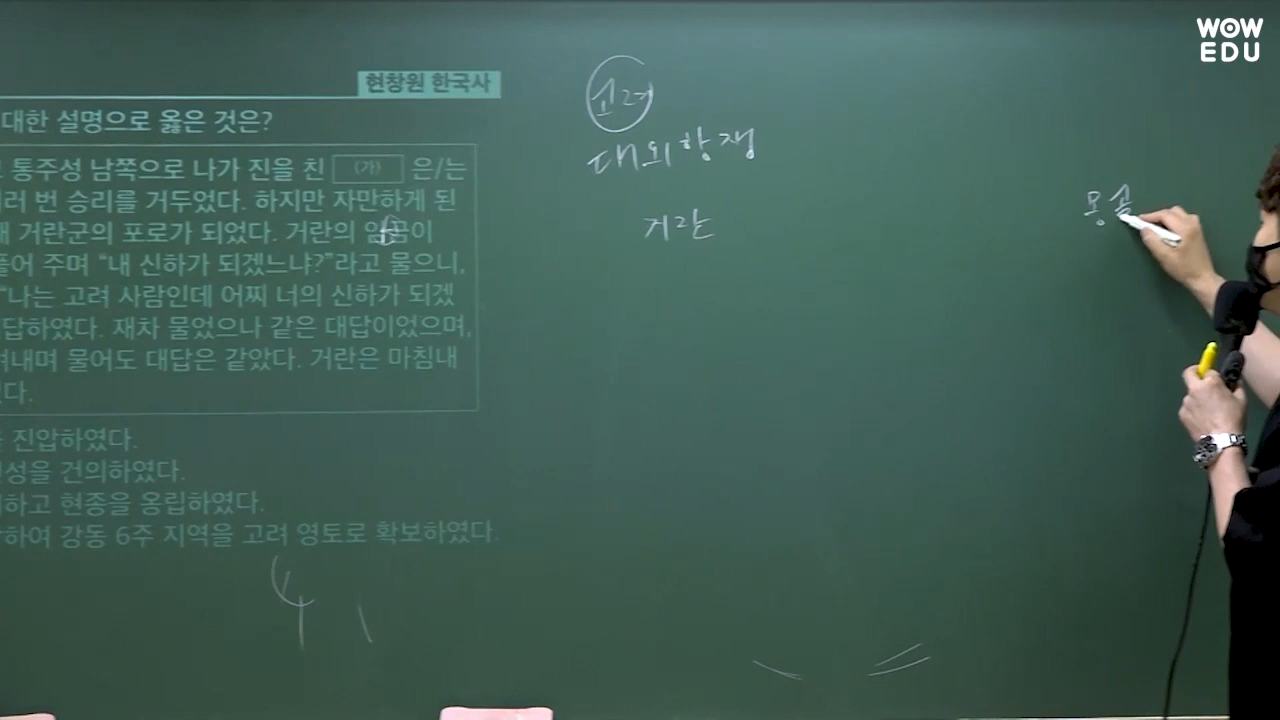 WOW
EDU
현창원 한국사
대한 설명으로 옳은 것은?
통주성 남쪽으로 나가 진을 친 (가) 은/는
러 번 승리를 거두었다. 하지만 자만하게 된
거란군의 포로가 되었다. 거란의 임금이
풀어 주며 “내 신하가 되겠느냐?”라고 물으니,
“나는 고려 사람인데 어찌 너의 신하가 되겠
답하였다. 재차 물었으나 같은 대답이었으며,
며 물어도 대답은 같았다. 거란은 마침내
다.
진압하였다.
성을 건의하였다.
하고 현종을 옹립하였다.
하여 강동 6주 지역을 고려 영토로 확보하였다.
고려
대외항쟁
거란
몽골